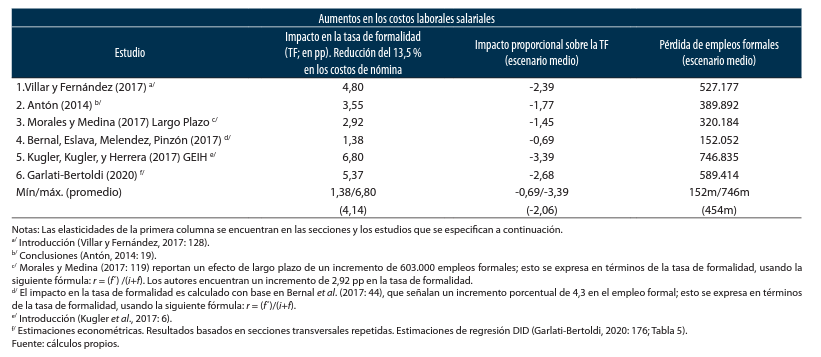 Aumentos en los costos laborales salariales
Estudio
Impacto en la tasa de formalidad
(TF; en pp). Reducción del 13,5 %
en los costos de nómina
Impacto proporcional sobre la TF
(escenario medio)
Pérdida de empleos formales
(escenario medio)
1.Villar y Fernández (2017) a/ 4,80 -2,39 527.177
2. Antón (2014) b/ 3,55 -1,77 389.892
3. Morales y Medina (2017) Largo Plazo c/ 2,92 -1,45 320.184
4. Bernal, Eslava, Melendez, Pinzón (2017) d/ 1,38 -0,69 152.052
5. Kugler, Kugler, y Herrera (2017) GEIH e/ 6,80 -3,39 746.835
6. Garlati-Bertoldi (2020) f/ 5,37 -2,68 589.414
Mín/máx. (promedio) 1,38/6,80 -0,69/-3,39 152m/746m
(4,14) (-2,06) (454m)
Notas: Las elasticidades de la primera columna se encuentran en las secciones y los estudios que se especifican a continuación.
a/ Introducción (Villar y Fernández, 2017: 128).
b/ Conclusiones (Antón, 2014: 19).
c/ Morales y Medina (2017: 119) reportan un efecto de largo plazo de un incremento de 603.000 empleos formales; esto se expresa en términos de la tasa de formalidad, usando la
siguiente fórmula: r = (f´) /(i+f). Los autores encuentran un incremento de 2,92 pp en la tasa de formalidad.
d/ El impacto en la tasa de formalidad es calculado con base en Bernal et al. (2017: 44), que señalan un incremento porcentual de 4,3 en el empleo formal; esto se expresa en términos
de la tasa de formalidad, usando la siguiente fórmula: r = (f´)/(i+f).
e/ Introducción (Kugler et al., 2017: 6).
f/ Estimaciones econométricas. Resultados basados en secciones transversales repetidas. Estimaciones de regresión DID (Garlati-Bertoldi, 2020: 176; Tabla 5).
Fuente: cálculos propios.